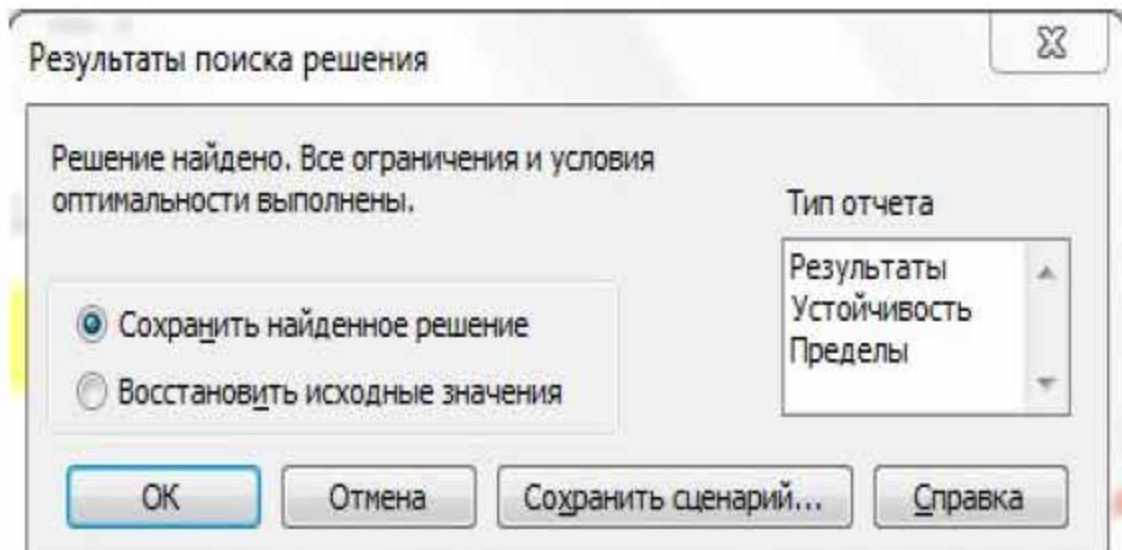 Результаты поиска решения
Решение найдено. Все ограничения и условия
оптимальности выполнены.
Тип отчета
Результаты
Устойчивость
Пределы
Сохранить найденное решение
Восстановить исходные значения
ОК
Отмена
Сохранить сценарий...
Справка